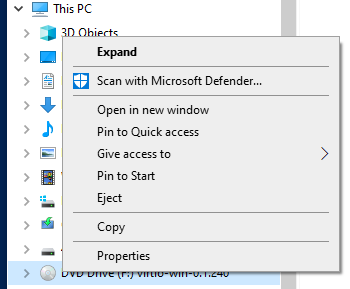 This PC
3D Objects
Expand
Scan with Microsoft Defender...
Open in new window
Pin to Quick access
Give access to
Pin to Start
Eject
Copy
Properties
DVD Drive (F:) virtio-win-0.1.240